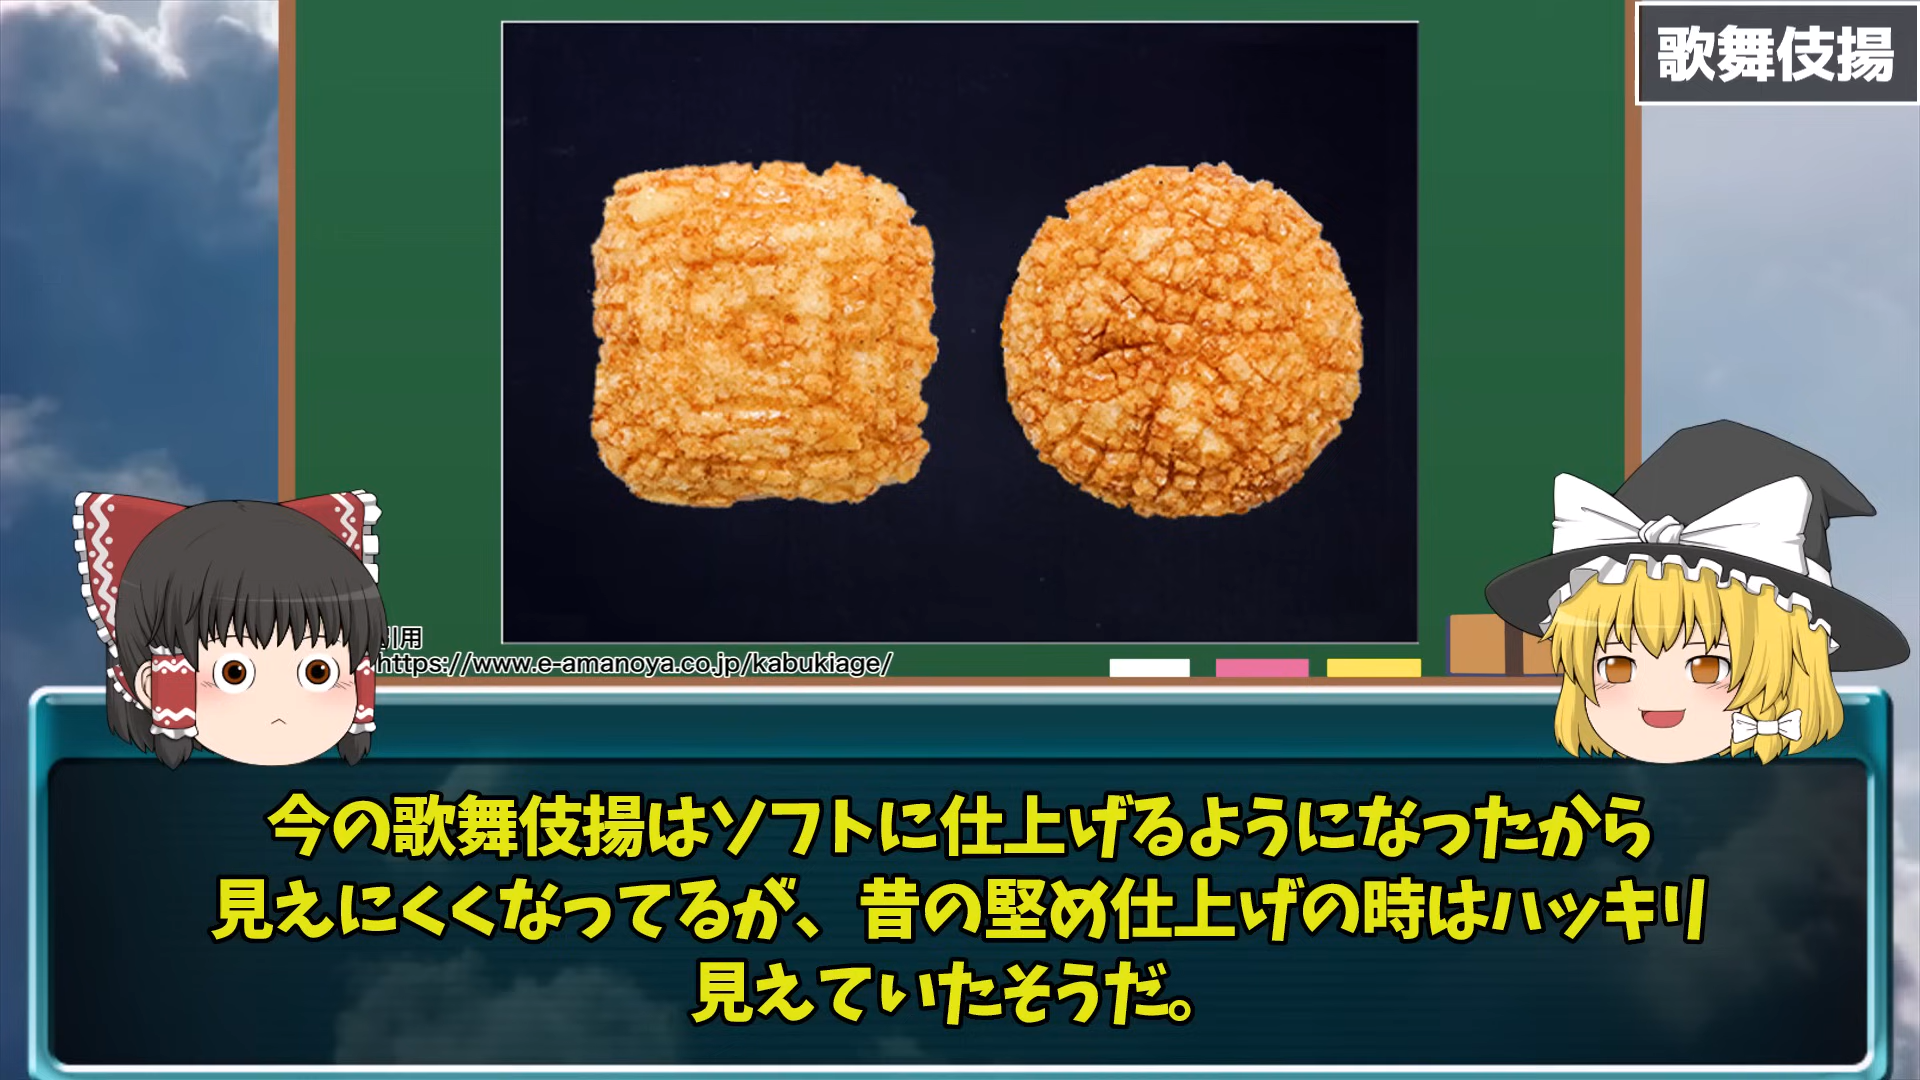 歌舞伎揚
引用
https://www.e-amanoya.co.jp/kabukiage/
今の歌舞伎揚はソフトに仕上げるようになったから
見えにくくなってるが、昔の堅め仕上げの時はハッキリ
見えていたそうだ。